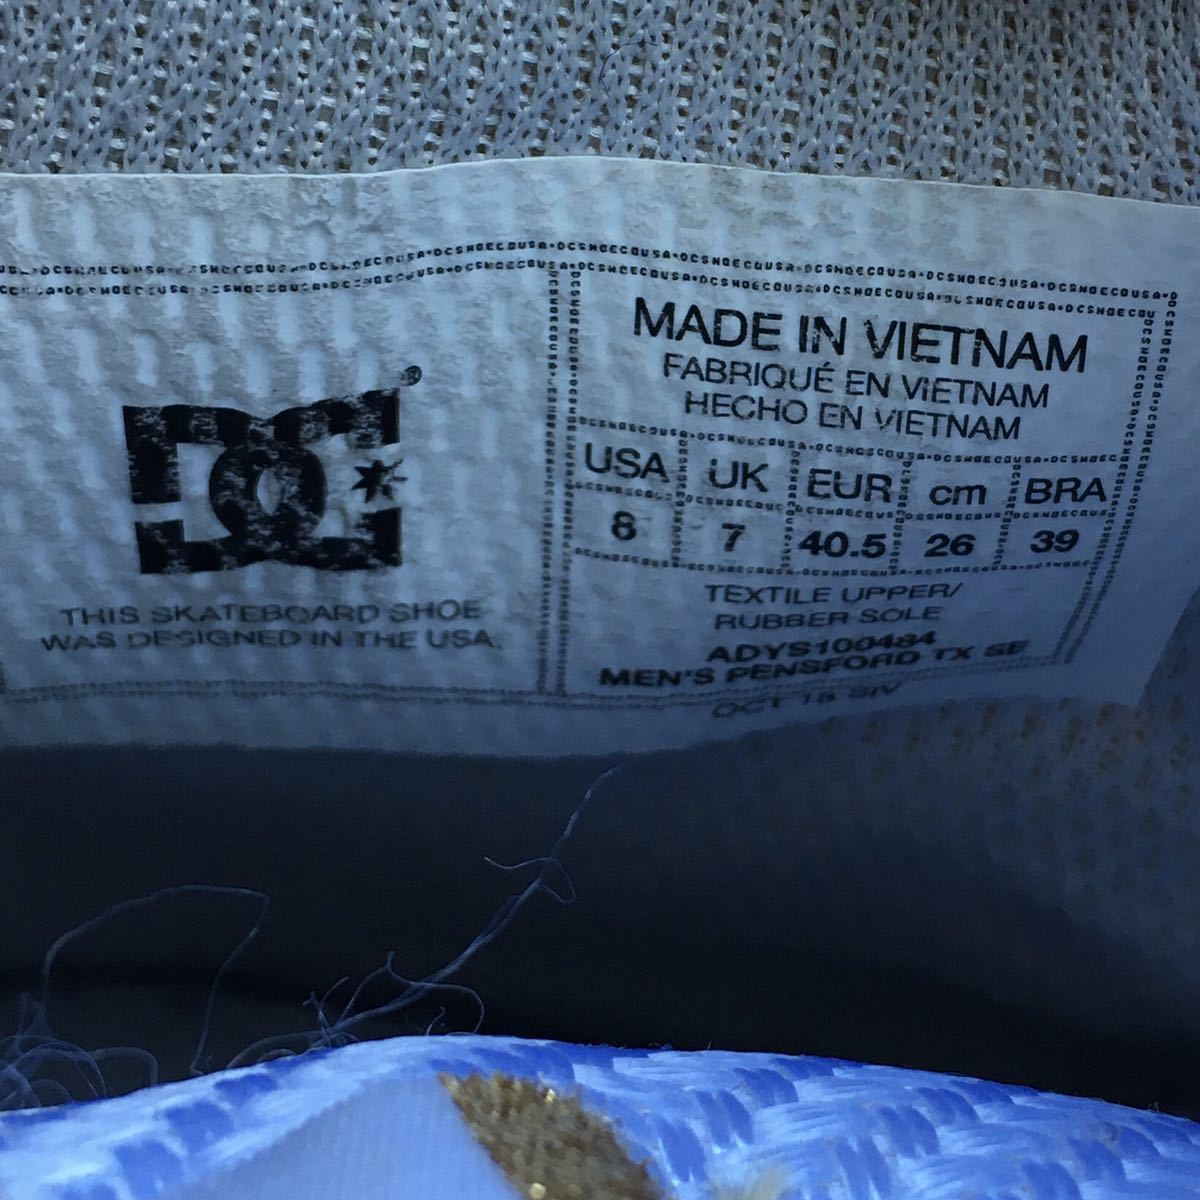 DC ®
THIS SKATEBOARD SHOE
WAS DESIGNED IN THE USA.
MADE IN VIETNAM
FABRIQUÉ EN VIETNAM
HECHO EN VIETNAM
USA UK EUR cm BRA
8 7 40.5 26 39
TEXTILE UPPER/
RUBBER SOLE
ADYS100484
MEN'S PENSFORD TX SE
OCT 18 SIV